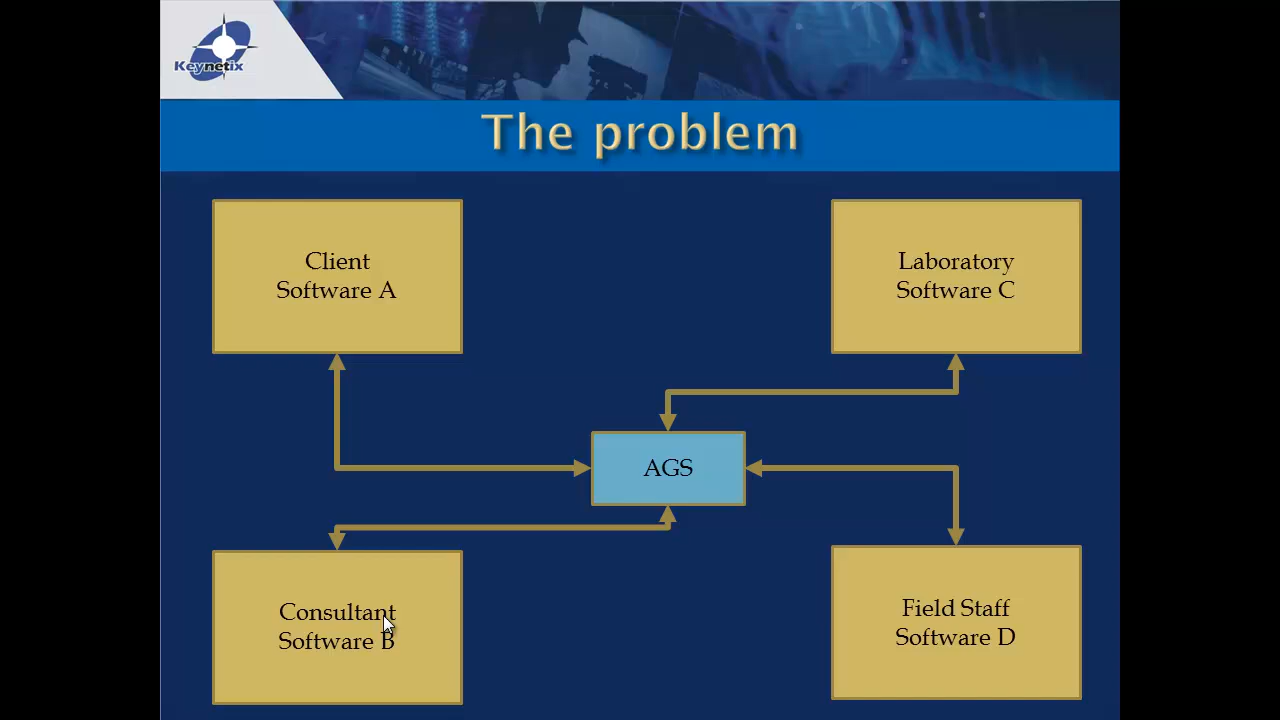 Keynetix
The problem
Client
Software A
Laboratory
Software C
AGS
Consultant
Software B
Field Staff
Software D